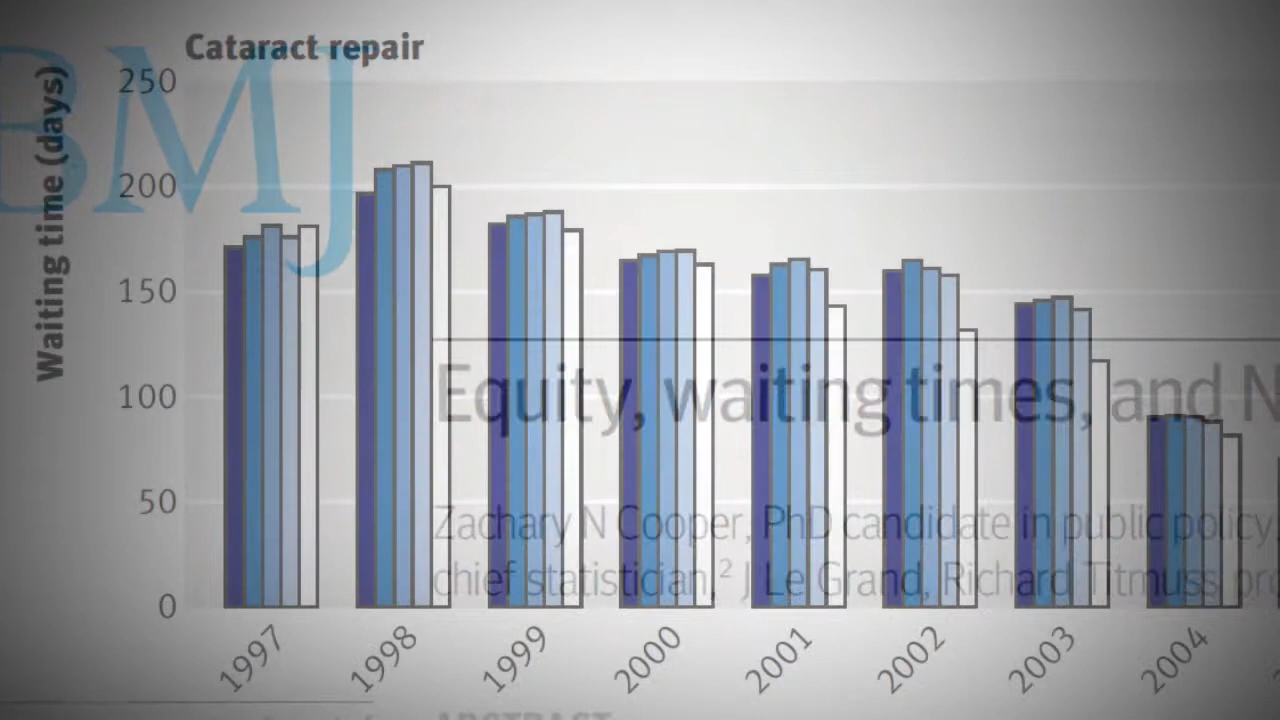 BMJ
Cataract repair
Waiting time (days)
250
200
150
100
50
0
Equity, waiting times, and N
Zachary N Cooper, PhD candidate in public policy,
chief statistician,² J Le Grand, Richard Titmuss pro
1997
1998
1999
2000
2001
2002
2003
2004
ABSTRACT